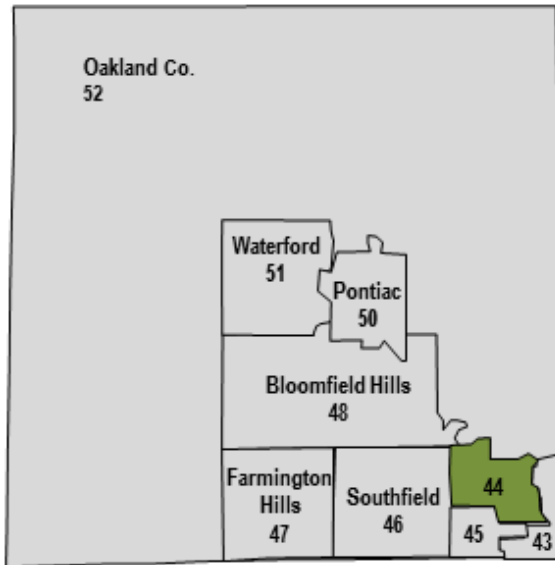 Oakland Co.
52
Waterford
51
Pontiac
50
Bloomfield Hills
48
Farmington
Hills
47
Southfield
46
44
45
43